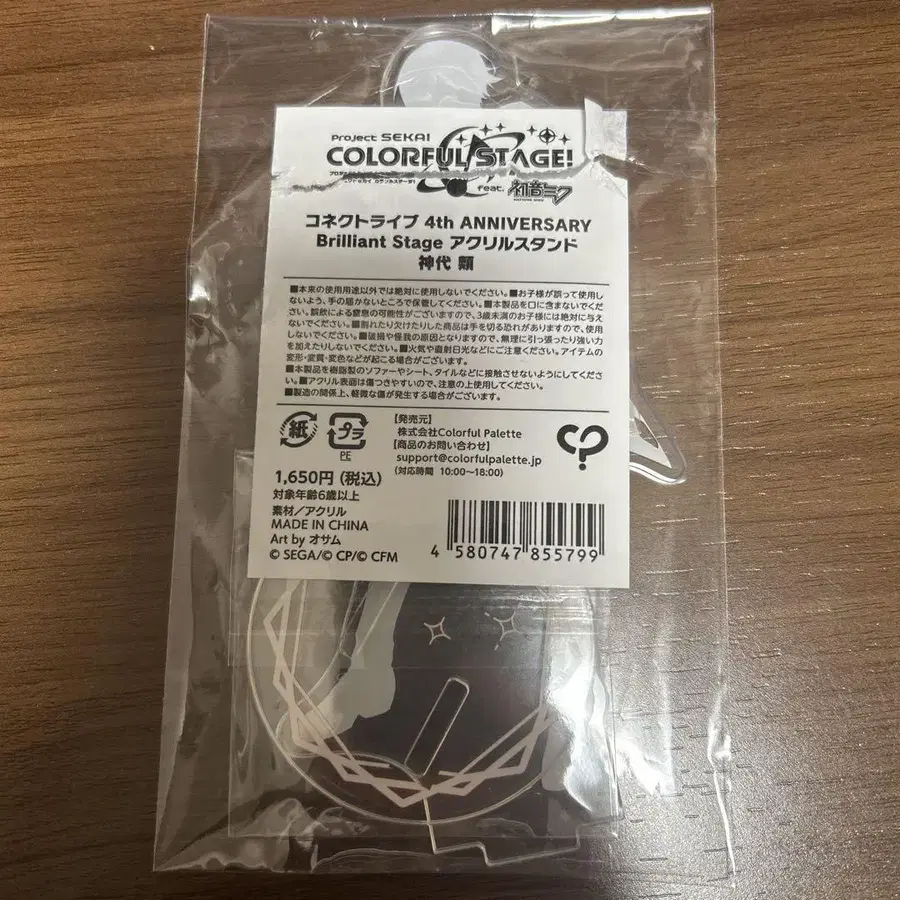 Project SEKAI
COLORFUL STAGE!
feat. 初音ミク
HATSUNE MIKU
コネクトライブ 4th ANNIVERSARY
Brilliant Stage アクリルスタンド
神代 類
■本来の使用用途以外では絶対に使用しないでください。■お子様が誤って使用し
ないよう、手の届かないところで保管してください。■本製品を口に含まないでくだ
さい。誤飲による窒息の可能性がございますので、3歳未満のお子様には絶対に与え
ないでください。■割れたり欠けたりした商品は手を切る恐れがありますので、使用
しないでください。■破損や怪我の原因となりますので、無理に引っ張ったり強い力
を加えたりしないでください。■火気や直射日光などにご注意ください。アイテムの
変形・変質・変色などが起こる場合がございます。
■本製品を樹脂製のソファーやシート、タイルなどに接触させないようにしてくださ
い。■アクリル表面は傷つきやすいので、注意の上使用してください。
■製造の関係上、軽微な傷が発生する場合がございます。
紙
プラ
PE
【発売元】
株式会社Colorful Palette
【商品のお問い合わせ】
support@colorfulpalette.jp
(対応時間 10:00~18:00)
1,650円(税込)
対象年齢6歳以上
素材/アクリル
MADE IN CHINA
Art by オサム
© SEGA/© CP/© CFM
4 580747 855799